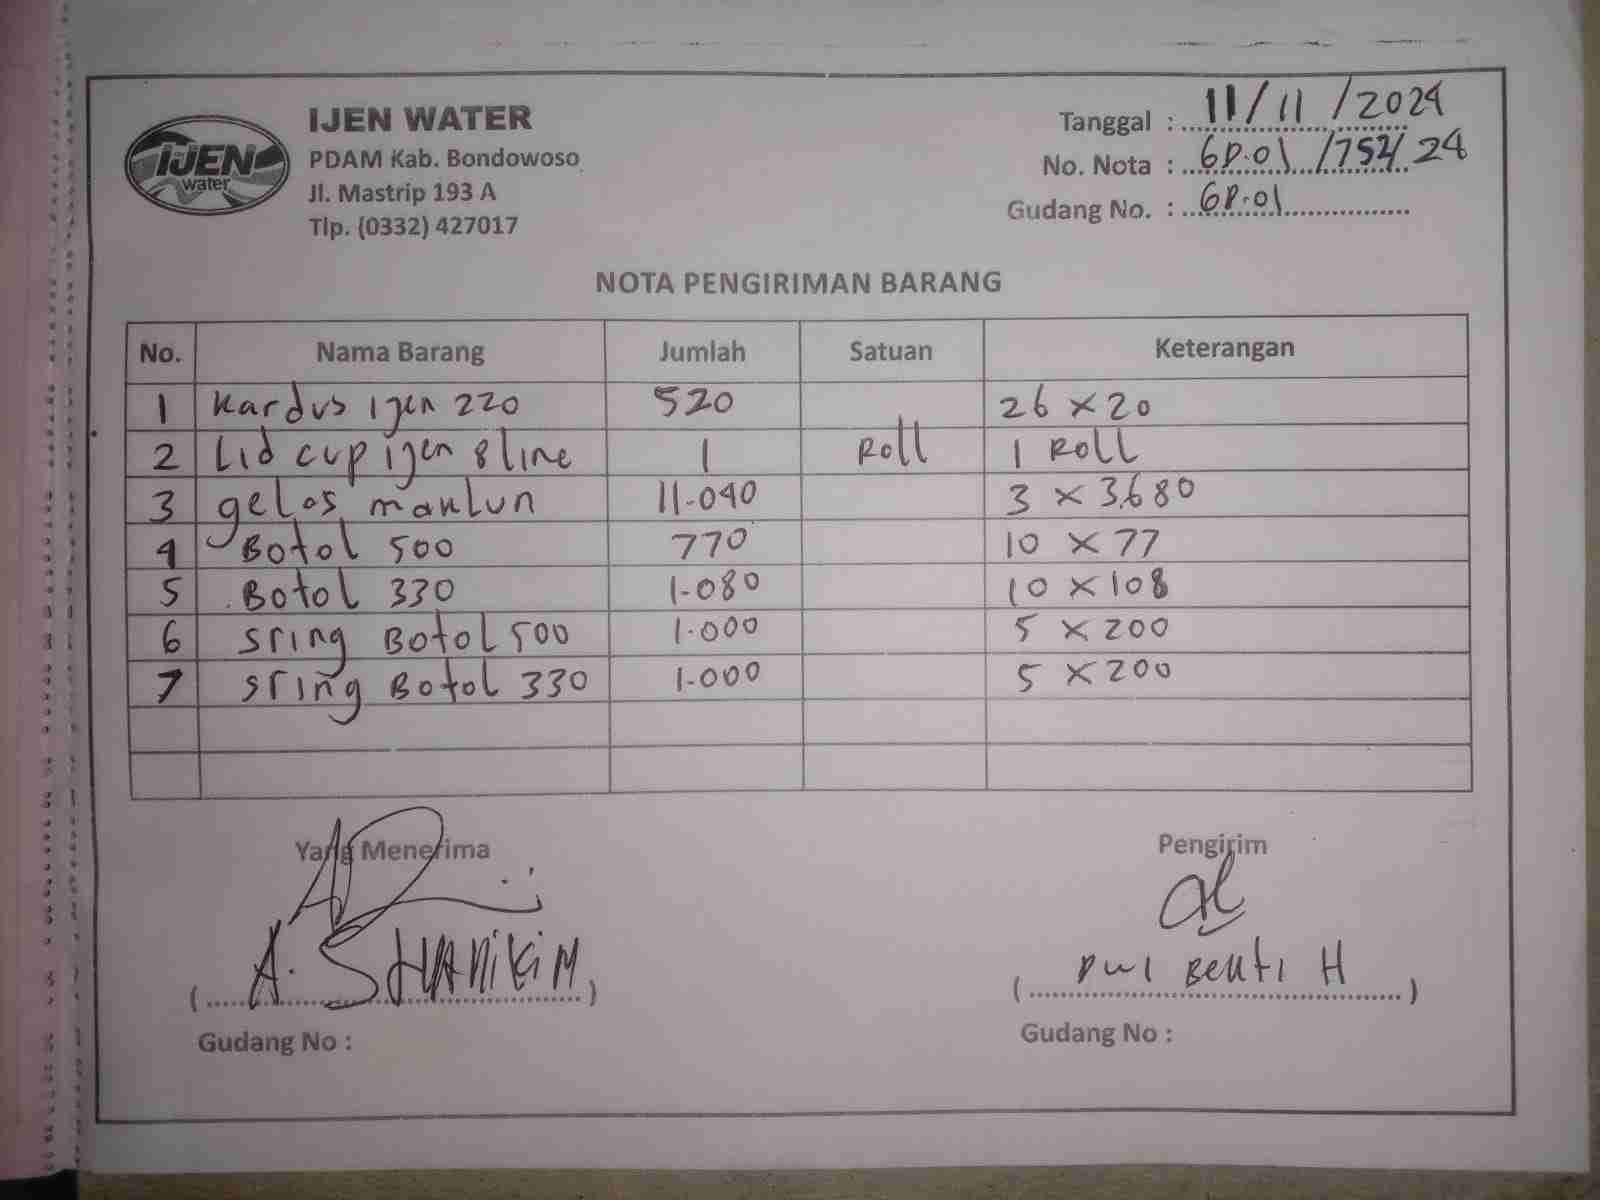 IJEN water
IJEN WATER
PDAM Kab. Bondowoso
Jl. Mastrip 193 A
Tlp. (0332) 427017
Tanggal : 11/11/2024
No. Nota : GD.01/752/24
Gudang No. : GD.01
NOTA PENGIRIMAN BARANG
No. Nama Barang Jumlah Satuan Keterangan
1 Kardus Ijen 220 520 26 x 20
2 Lid cup ijen 8 line 1 Roll 1 Roll
3 gelas maklun 11.040 3 x 3.680
4 Botol 500 770 10 x 77
5 Botol 330 1.080 10 x 108
6 sring Botol 500 1.000 5 x 200
7 sring Botol 330 1.000 5 x 200
Yang Menerima Pengirim
(A.) (Dwi H)
Gudang No : Gudang No :